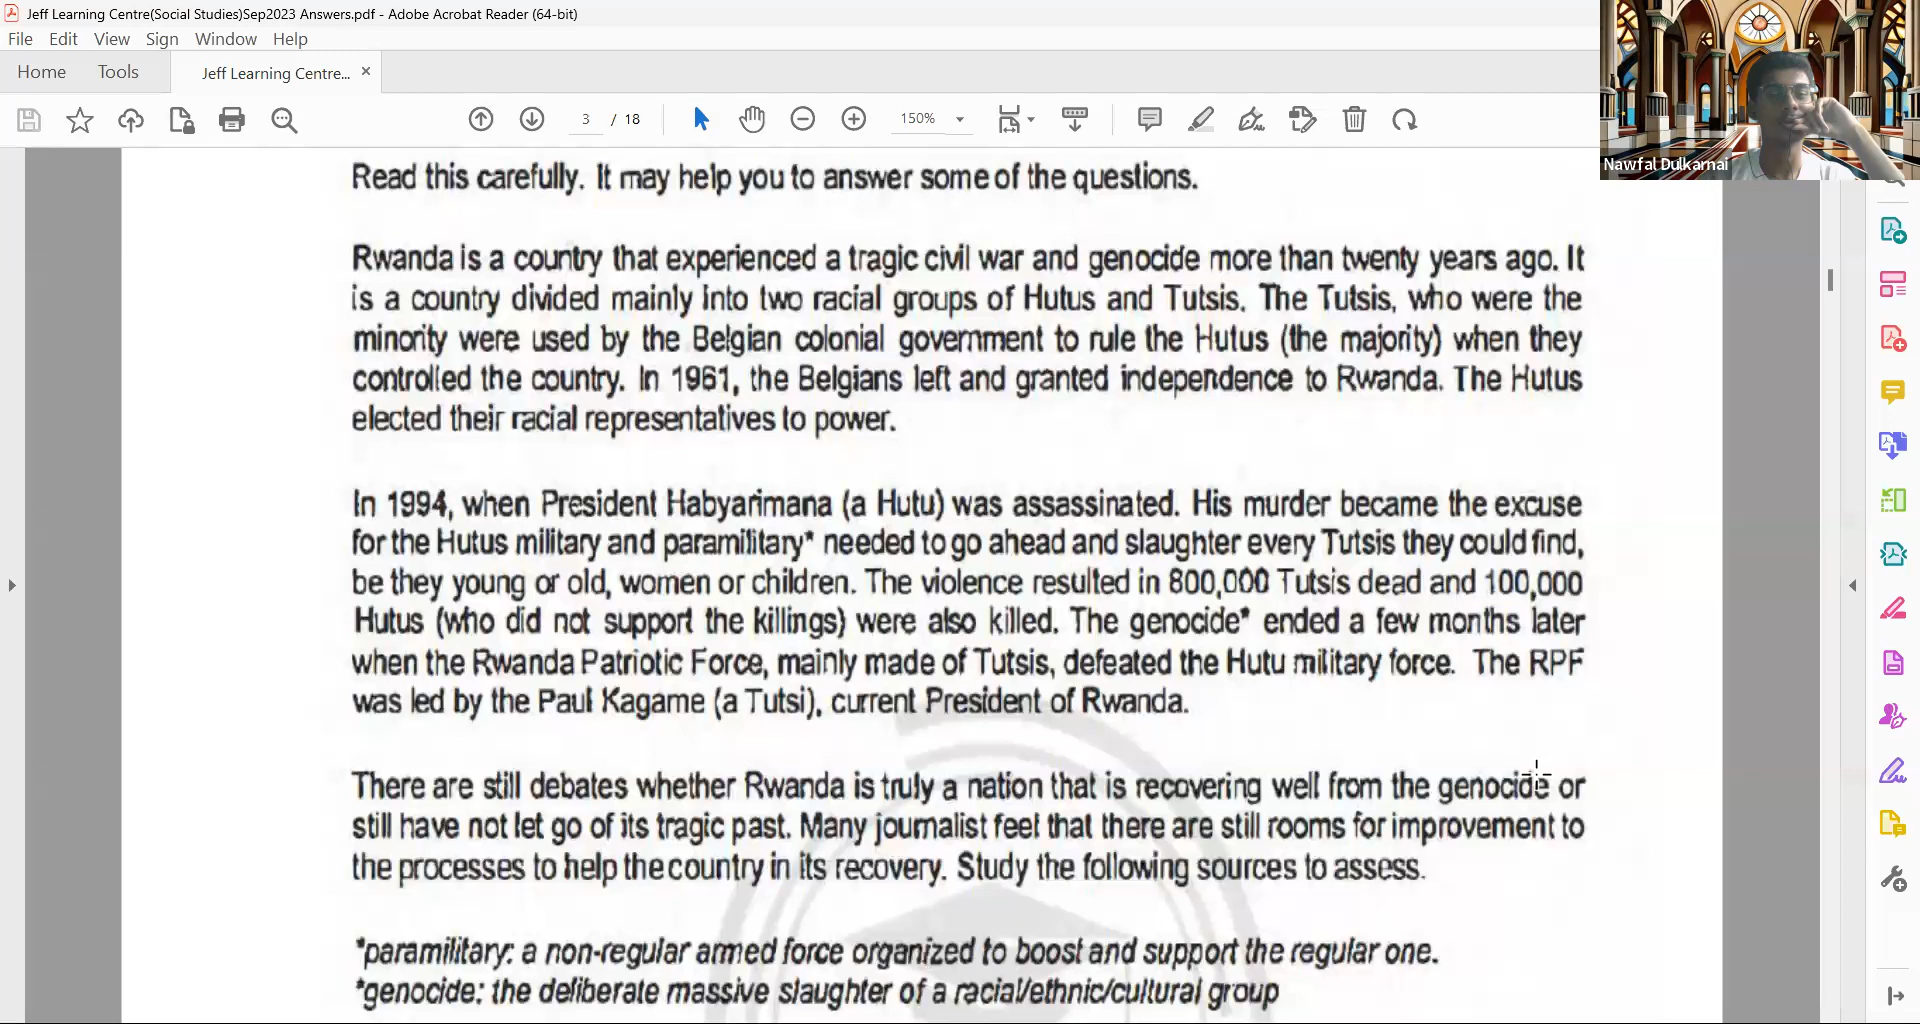 Jeff Learning Centre(Social Studies)Sep2023 Answers.pdf - Adobe Acrobat Reader (64-bit)
File Edit View Sign Window Help
Home Tools Jeff Learning Centre... ×
3 / 18 150%
Nawfal Dulkamai
Read this carefully. It may help you to answer some of the questions.
Rwanda is a country that experienced a tragic civil war and genocide more than twenty years ago. It
is a country divided mainly into two racial groups of Hutus and Tutsis. The Tutsis, who were the
minority were used by the Belgian colonial government to rule the Hutus (the majority) when they
controlled the country. In 1961, the Belgians left and granted independence to Rwanda. The Hutus
elected their racial representatives to power.
In 1994, when President Habyarimana (a Hutu) was assassinated. His murder became the excuse
for the Hutus military and paramilitary* needed to go ahead and slaughter every Tutsis they could find,
be they young or old, women or children. The violence resulted in 800,000 Tutsis dead and 100,000
Hutus (who did not support the killings) were also killed. The genocide* ended a few months later
when the Rwanda Patriotic Force, mainly made of Tutsis, defeated the Hutu military force. The RPF
was led by the Paul Kagame (a Tutsi), current President of Rwanda.
There are still debates whether Rwanda is truly a nation that is recovering well from the genocide or
still have not let go of its tragic past. Many journalist feel that there are still rooms for improvement to
the processes to help the country in its recovery. Study the following sources to assess.
*paramilitary: a non-regular armed force organized to boost and support the regular one.
*genocide: the deliberate massive slaughter of a racial/ethnic/cultural group